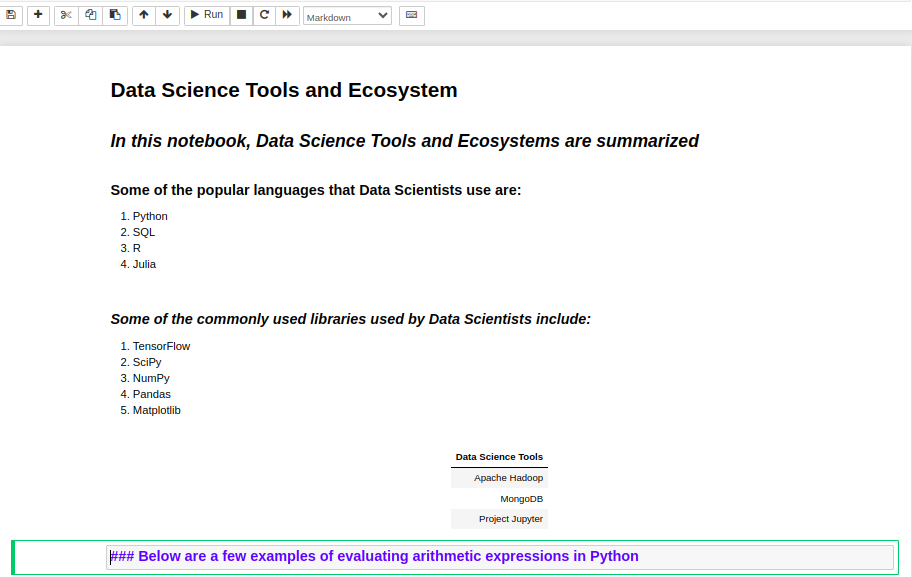 Run
Markdown
Data Science Tools and Ecosystem
In this notebook, Data Science Tools and Ecosystems are summarized
Some of the popular languages that Data Scientists use are:
1. Python
2. SQL
3. R
4. Julia
Some of the commonly used libraries used by Data Scientists include:
1. TensorFlow
2. SciPy
3. NumPy
4. Pandas
5. Matplotlib
Data Science Tools
Apache Hadoop
MongoDB
Project Jupyter
### Below are a few examples of evaluating arithmetic expressions in Python